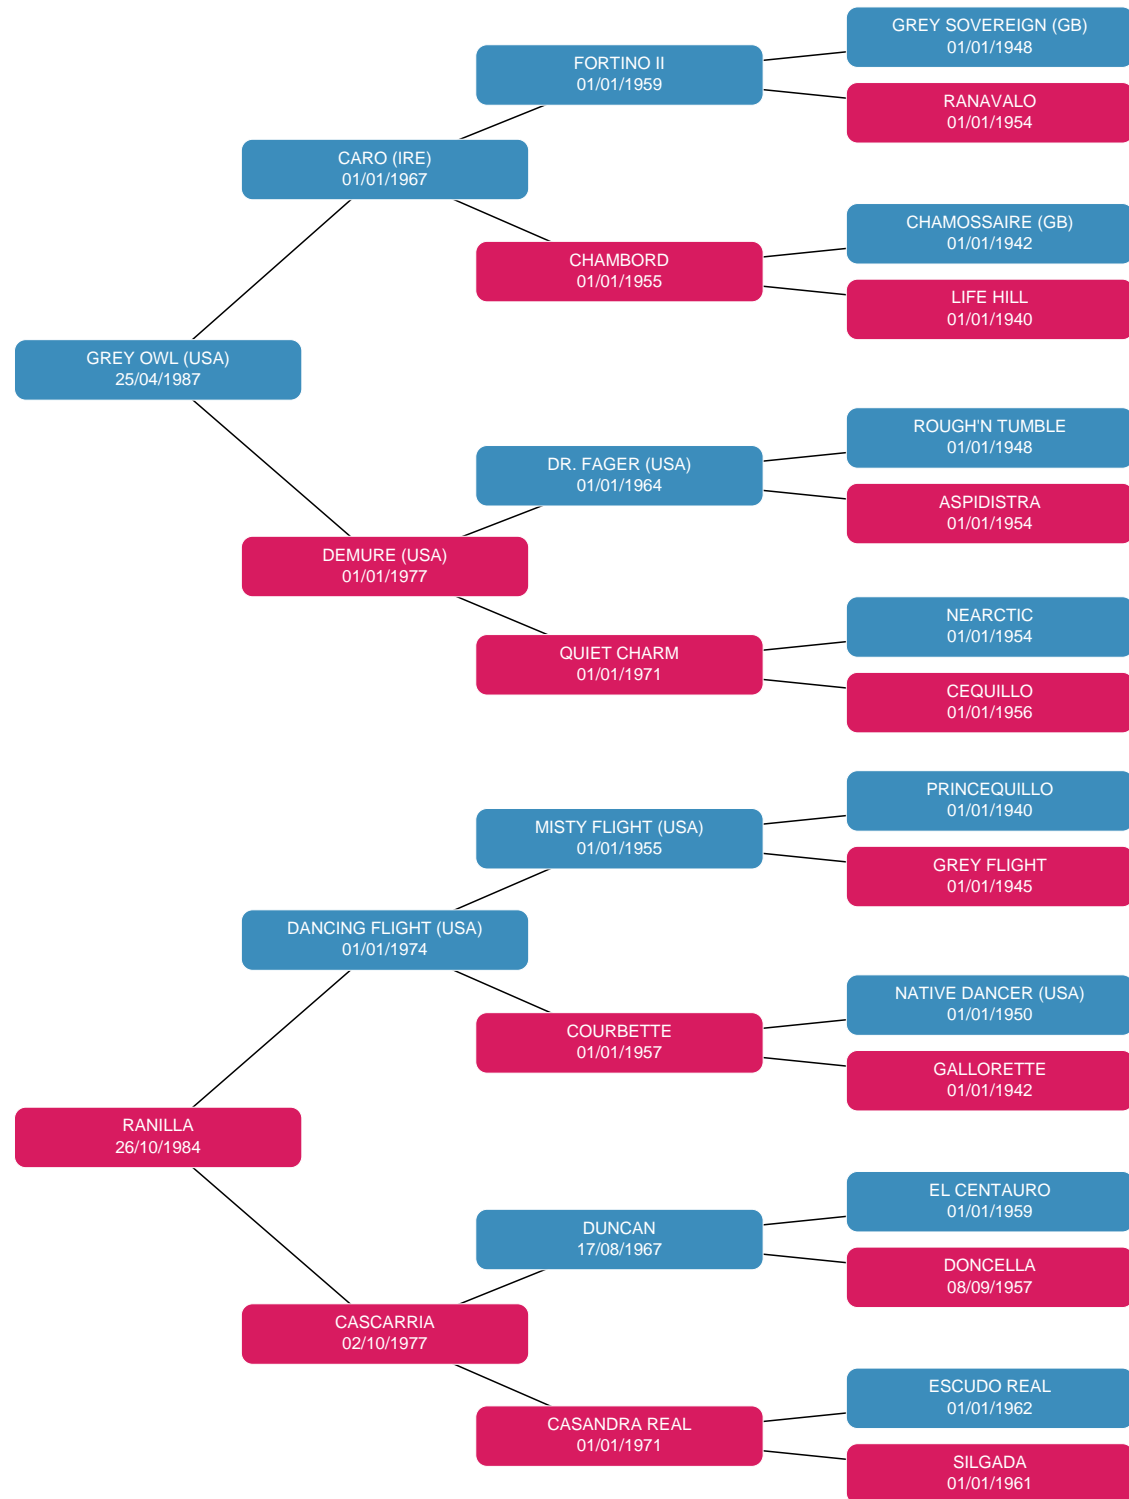 GREY SOVEREIGN (GB)
01/01/1948
FORTINO II
01/01/1959
RANAVALO
01/01/1954
CARO (IRE)
01/01/1967
CHAMOSSAIRE (GB)
01/01/1942
CHAMBORD
01/01/1955
LIFE HILL
01/01/1940
GREY OWL (USA)
25/04/1987
ROUGH'N TUMBLE
01/01/1948
DR. FAGER (USA)
01/01/1964
ASPIDISTRA
01/01/1954
DEMURE (USA)
01/01/1977
NEARCTIC
01/01/1954
QUIET CHARM
01/01/1971
CEQUILLO
01/01/1956
PRINCEQUILLO
01/01/1940
MISTY FLIGHT (USA)
01/01/1955
GREY FLIGHT
01/01/1945
DANCING FLIGHT (USA)
01/01/1974
NATIVE DANCER (USA)
01/01/1950
COURBETTE
01/01/1957
GALLORETTE
01/01/1942
RANILLA
26/10/1984
EL CENTAURO
01/01/1959
DUNCAN
17/08/1967
DONCELLA
08/09/1957
CASCARRIA
02/10/1977
ESCUDO REAL
01/01/1962
CASANDRA REAL
01/01/1971
SILGADA
01/01/1961